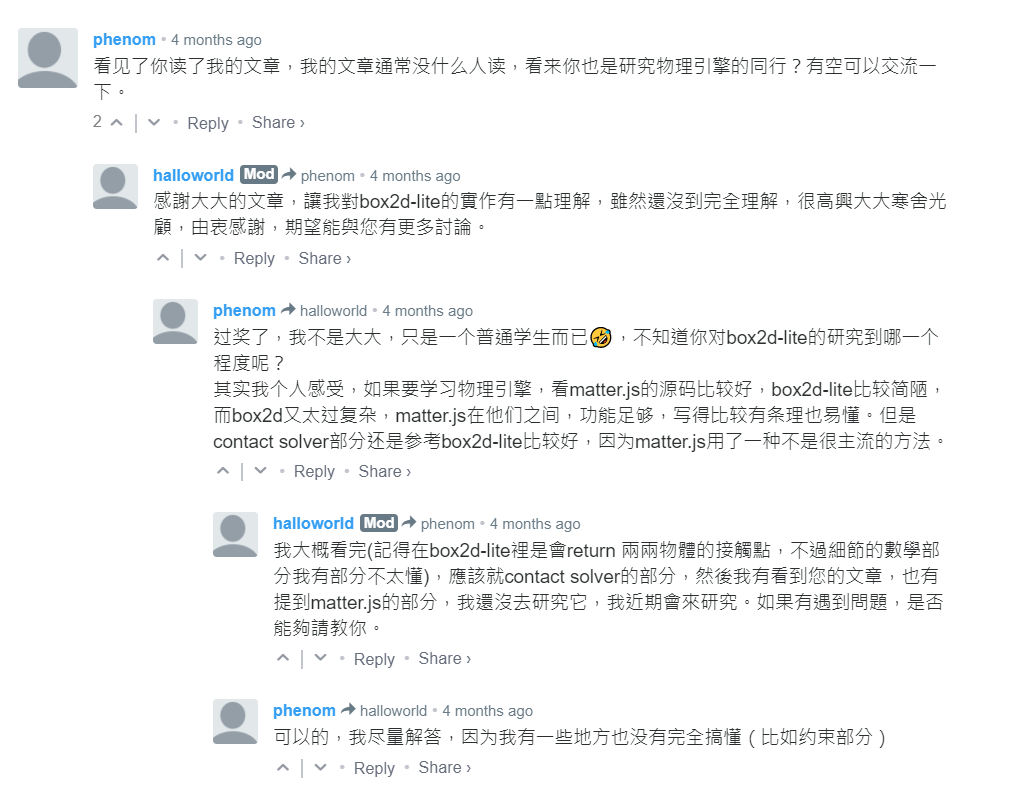 phenom • 4 months ago
看见了你读了我的文章，我的文章通常没什么人读，看来你也是研究物理引擎的同行？有空可以交流一
下。
2 • Reply • Share ›
halloworld Mod phenom • 4 months ago
感謝大大的文章，讓我對box2d-lite的實作有一點理解，雖然還沒到完全理解，很高興大大寒舍光
顧，由衷感謝，期望能與您有更多討論。
• Reply • Share ›
phenom halloworld • 4 months ago
过奖了，我不是大大，只是一个普通学生而已🤣，不知道你对box2d-lite的研究到哪一个
程度呢？
其实我个人感受，如果要学习物理引擎，看matter.js的源码比较好，box2d-lite比较简陋，
而box2d又太过复杂，matter.js在他们之间，功能足够，写得比较有条理也易懂。但是
contact solver部分还是参考box2d-lite比较好，因为matter.js用了一种不是很主流的方法。
• Reply • Share ›
halloworld Mod phenom • 4 months ago
我大概看完(記得在box2d-lite裡是會return 兩兩物體的接觸點，不過細節的數學部
分我有部分不太懂)，應該就contact solver的部分，然後我有看到您的文章，也有
提到matter.js的部分，我還沒去研究它，我近期會來研究。如果有遇到問題，是否
能夠請教你。
• Reply • Share ›
phenom halloworld • 4 months ago
可以的，我尽量解答，因为我有一些地方也没有完全搞懂（比如约束部分）
• Reply • Share ›